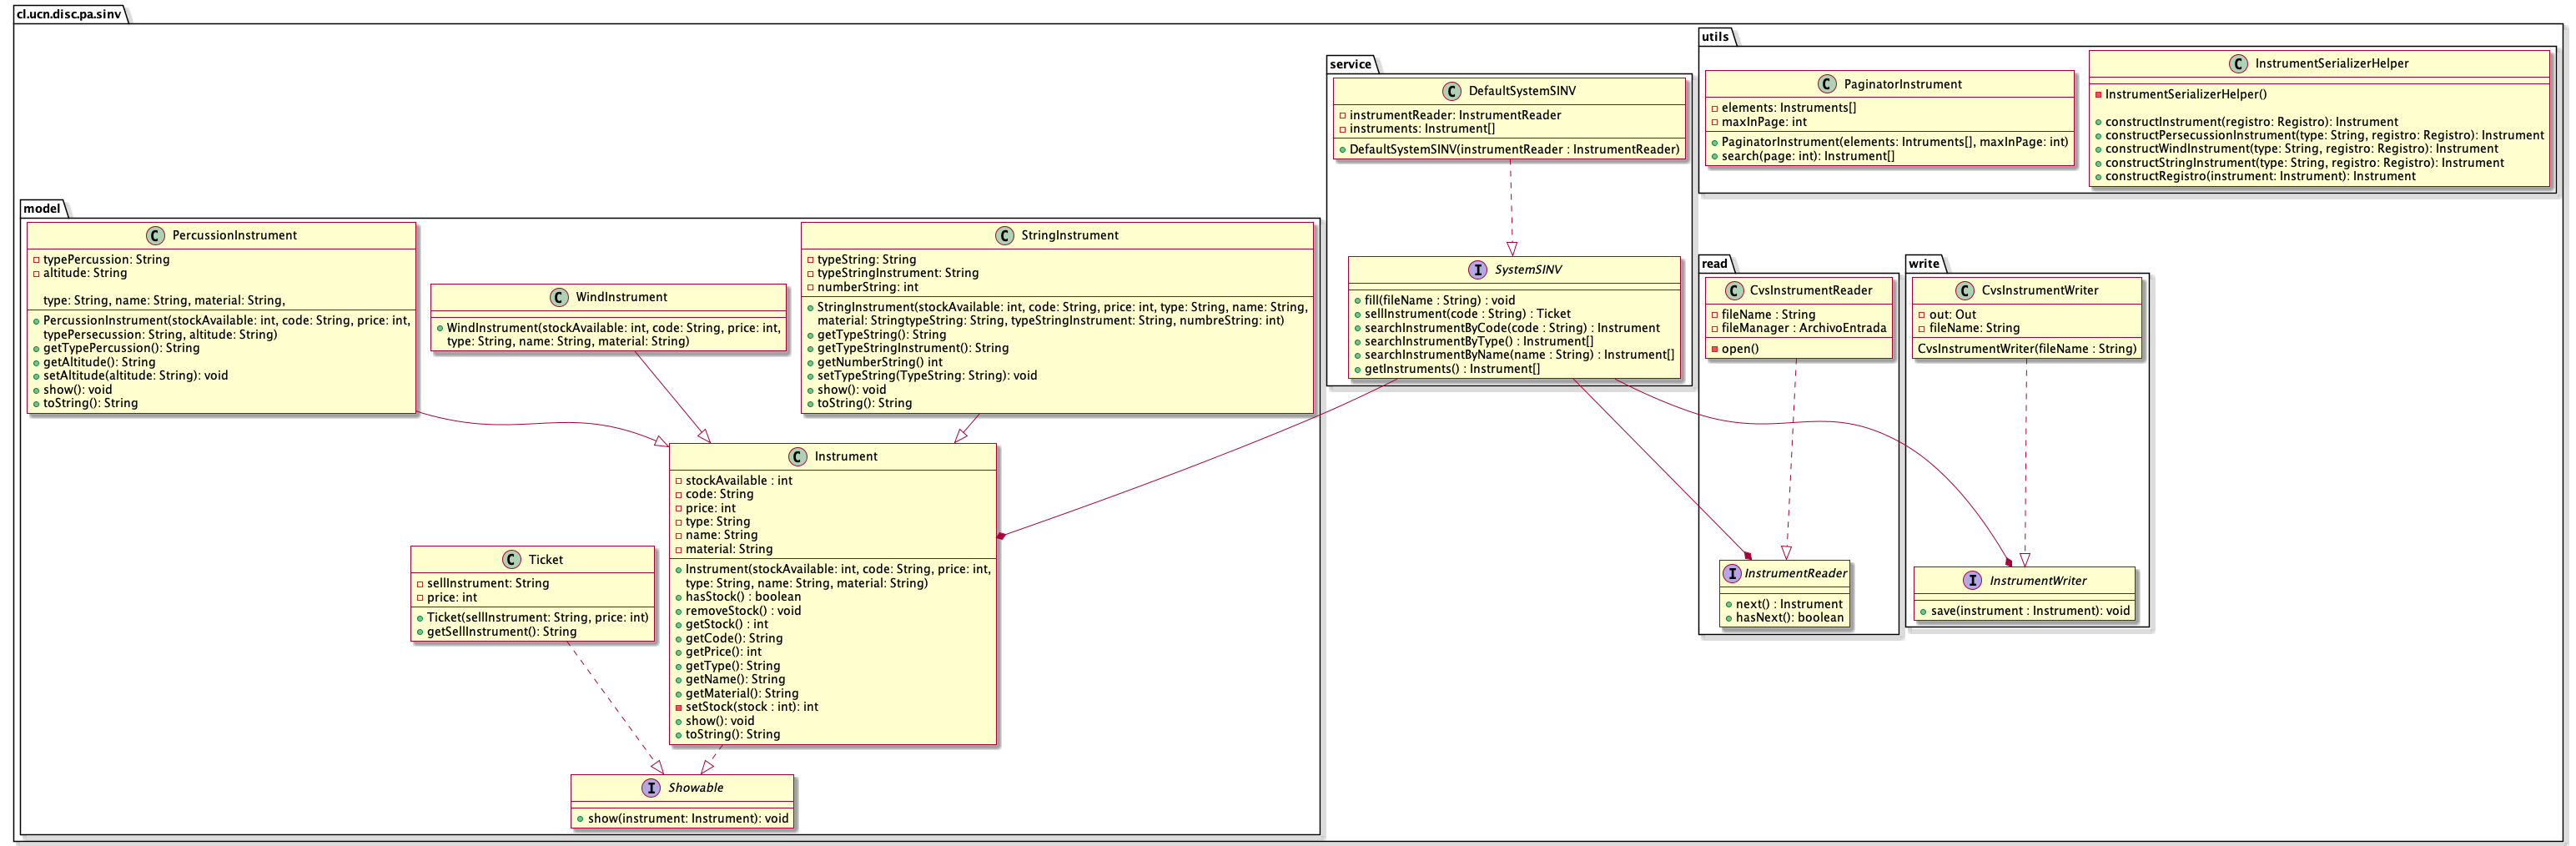 cl.ucn.disc.pa.sinv
model
PercussionInstrument
typePercussion: String
altitude: String
type: String, name: String, material: String,
PercussionInstrument(stockAvailable: int, code: String, price: int,
typePersecussion: String, altitude: String)
getTypePercussion(): String
getAltitude(): String
setAltitude(altitude: String): void
show(): void
toString(): String
WindInstrument
WindInstrument(stockAvailable: int, code: String, price: int,
type: String, name: String, material: String)
StringInstrument
typeString: String
typeStringInstrument: String
numberString: int
StringInstrument(stockAvailable: int, code: String, price: int, type: String, name: String,
material: StringtypeString: String, typeStringInstrument: String, numbreString: int)
getTypeString(): String
getTypeStringInstrument(): String
getNumberString() int
setTypeString(TypeString: String): void
show(): void
toString(): String
Instrument
stockAvailable : int
code: String
price: int
type: String
name: String
material: String
Instrument(stockAvailable: int, code: String, price: int,
type: String, name: String, material: String)
hasStock() : boolean
removeStock() : void
getStock() : int
getCode(): String
getPrice(): int
getType(): String
getName(): String
getMaterial(): String
setStock(stock : int): int
show(): void
toString(): String
Ticket
sellInstrument: String
price: int
Ticket(sellInstrument: String, price: int)
getSellInstrument(): String
Showable
show(instrument: Instrument): void
service
DefaultSystemSINV
instrumentReader: InstrumentReader
instruments: Instrument[]
DefaultSystemSINV(instrumentReader : InstrumentReader)
SystemSINV
fill(fileName : String) : void
sellInstrument(code : String) : Ticket
searchInstrumentByCode(code : String) : Instrument
searchInstrumentByType() : Instrument[]
searchInstrumentByName(name : String) : Instrument[]
getInstruments() : Instrument[]
utils
PaginatorInstrument
elements: Instruments[]
maxInPage: int
PaginatorInstrument(elements: Intruments[], maxInPage: int)
search(page: int): Instrument[]
InstrumentSerializerHelper
InstrumentSerializerHelper()
constructInstrument(registro: Registro): Instrument
constructPersecussionInstrument(type: String, registro: Registro): Instrument
constructWindInstrument(type: String, registro: Registro): Instrument
constructStringInstrument(type: String, registro: Registro): Instrument
constructRegistro(instrument: Instrument): Instrument
read
CvsInstrumentReader
fileName : String
fileManager : ArchivoEntrada
open()
InstrumentReader
next() : Instrument
hasNext(): boolean
write
CvsInstrumentWriter
out: Out
fileName: String
CvsInstrumentWriter(fileName : String)
InstrumentWriter
save(instrument : Instrument): void